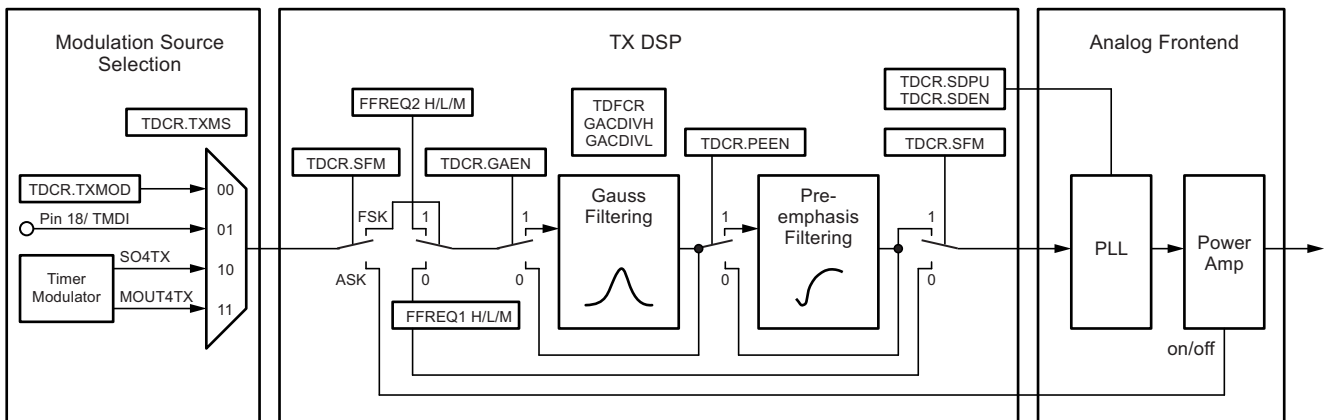 Modulation Source
Selection
TDCR.TXMS
TDCR.TXMOD
Pin 18/ TMDI
Timer
Modulator
SO4TX
MOUT4TX
00
01
10
11
TX DSP
FFREQ2 H/L/M
TDCR.SFM
TDCR.GAEN
FSK
ASK
1
0
FFREQ1 H/L/M
1
0
TDFCR
GACDIVH
GACDIVL
Gauss
Filtering
TDCR.PEEN
1
0
Pre-
emphasis
Filtering
TDCR.SDPU
TDCR.SDEN
TDCR.SFM
1
0
Analog Frontend
PLL
Power
Amp
on/off